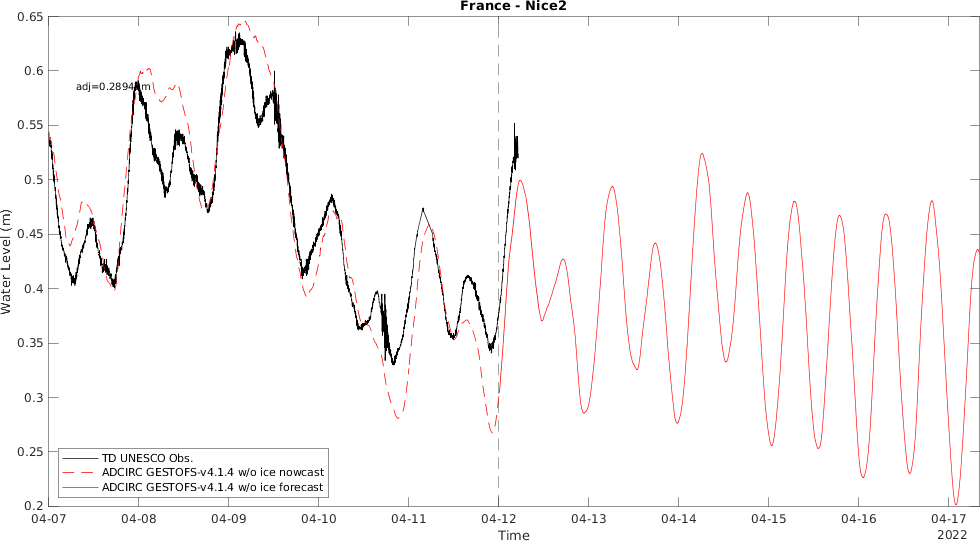 France - Nice2
0.65
0.6
0.55
0.5
0.45
0.4
0.35
0.3
0.25
0.2
Water Level (m)
TD UNESCO Obs.
ADCIRC GESTOFS-v4.1.4 w/o ice nowcast
ADCIRC GESTOFS-v4.1.4 w/o ice forecast
04-07 04-08 04-09 04-10 04-11 04-12 04-13 04-14 04-15 04-16 04-17
Time
2022